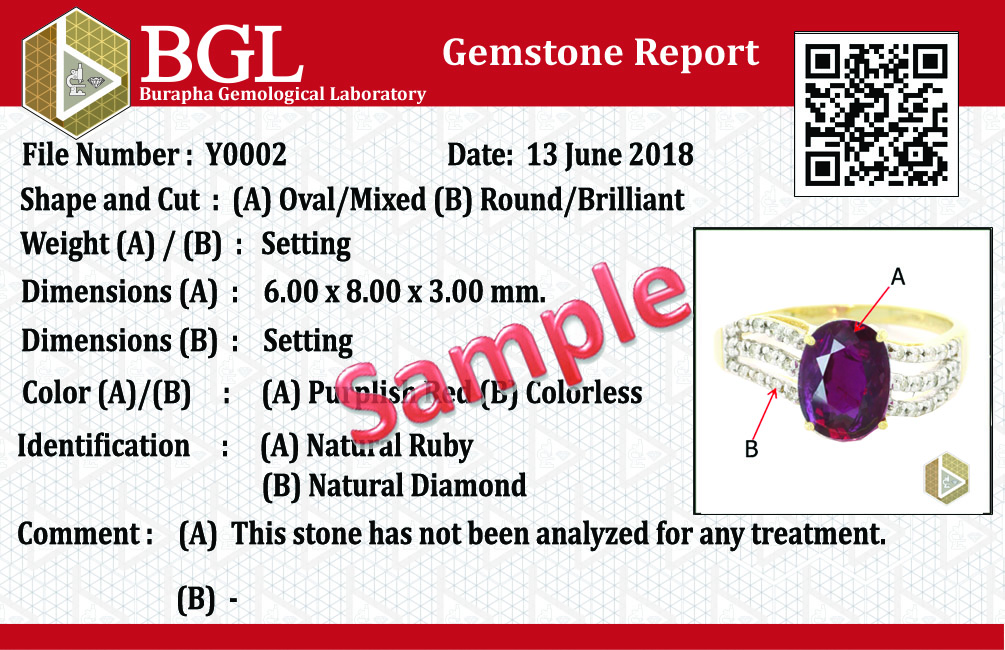 BGL
Burapha Gemological Laboratory
Gemstone Report
File Number : Y0002 Date: 13 June 2018
Shape and Cut : (A) Oval/Mixed (B) Round/Brilliant
Weight (A) / (B) : Setting
Dimensions (A) : 6.00 x 8.00 x 3.00 mm.
Dimensions (B) : Setting
Color (A)/(B) : (A) Purplish Red (B) Colorless
Identification : (A) Natural Ruby
(B) Natural Diamond
Comment : (A) This stone has not been analyzed for any treatment.
(B) -
Sample
A
B